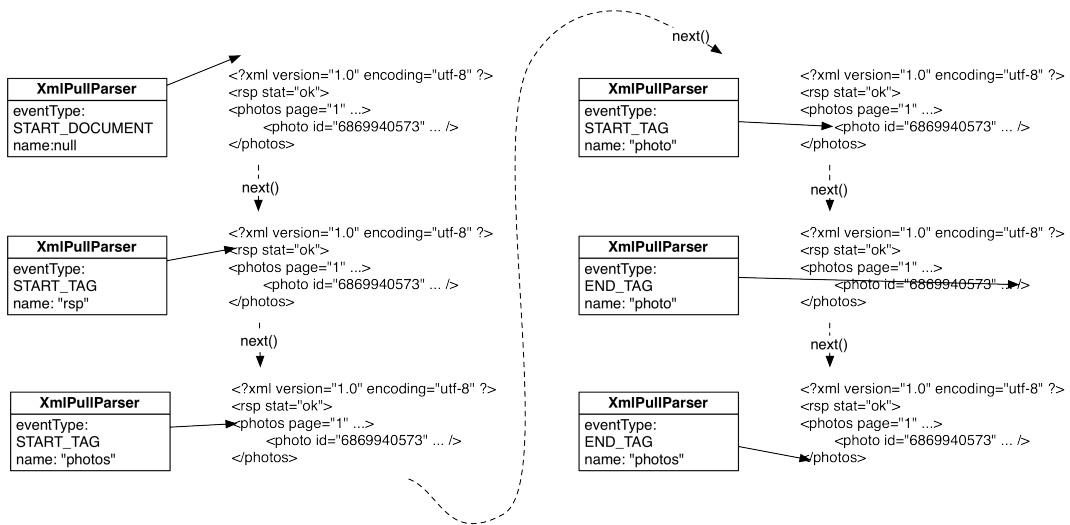 XmlPullParser
eventType:
START_DOCUMENT
name:null
<?xml version="1.0" encoding="utf-8" ?>
<rsp stat="ok">
<photos page="1" ...>
<photo id="6869940573" ... />
</photos>
next()
XmlPullParser
eventType:
START_TAG
name: "rsp"
<?xml version="1.0" encoding="utf-8" ?>
<rsp stat="ok">
<photos page="1" ...>
<photo id="6869940573" ... />
</photos>
next()
XmlPullParser
eventType:
START_TAG
name: "photos"
<?xml version="1.0" encoding="utf-8" ?>
<rsp stat="ok">
<photos page="1" ...>
<photo id="6869940573" ... />
</photos>
next()
XmlPullParser
eventType:
START_TAG
name: "photo"
<?xml version="1.0" encoding="utf-8" ?>
<rsp stat="ok">
<photos page="1" ...>
<photo id="6869940573" ... />
</photos>
next()
XmlPullParser
eventType:
END_TAG
name: "photo"
<?xml version="1.0" encoding="utf-8" ?>
<rsp stat="ok">
<photos page="1" ...>
<photo id="6869940573" ... />
</photos>
next()
XmlPullParser
eventType:
END_TAG
name: "photos"
<?xml version="1.0" encoding="utf-8" ?>
<rsp stat="ok">
<photos page="1" ...>
<photo id="6869940573" ... />
</photos>